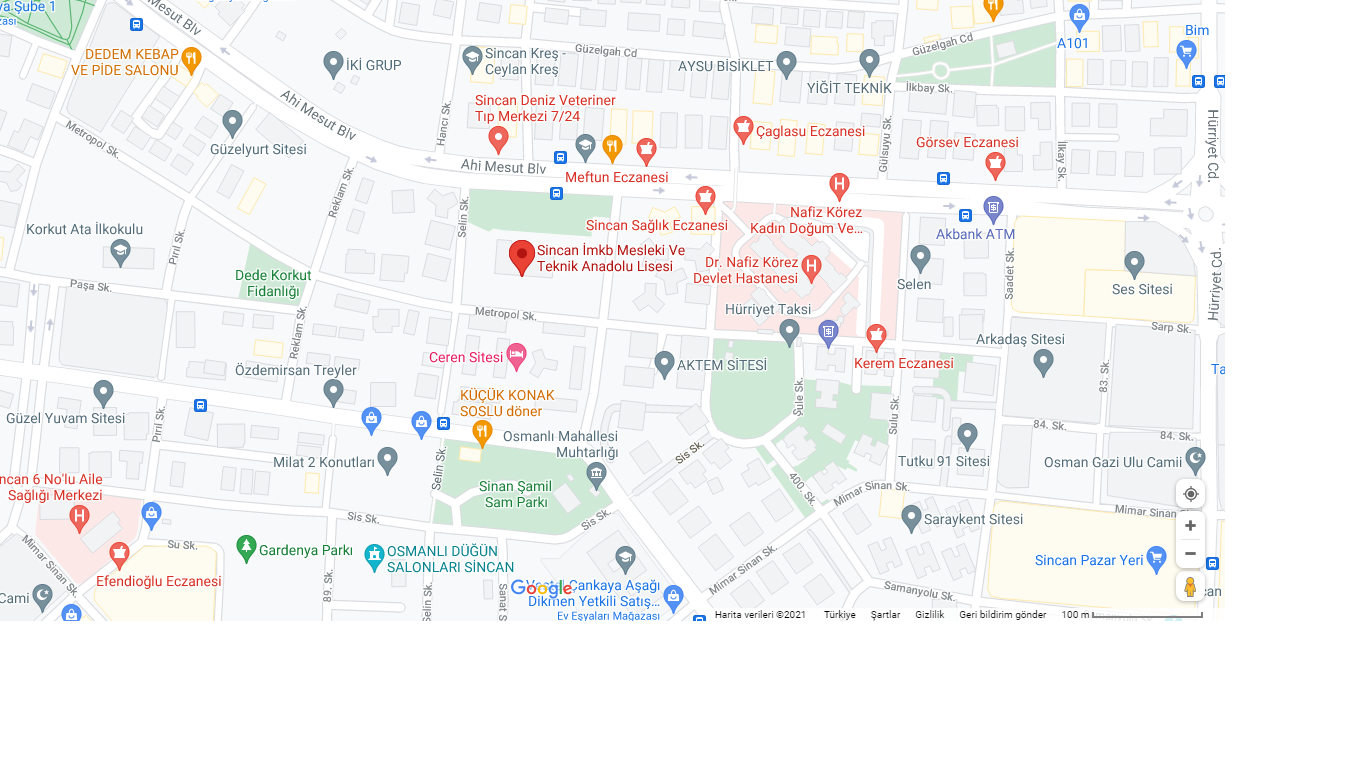 va Şube 1
DEDEM KEBAP
VE PİDE SALONU
İKİ GRUP
Sincan Kreş -
Ceylan Kreş
Güzelgah Cd
AYSU BİSİKLET
YİĞİT TEKNİK
Güzelgah Cd
A101
Bim
Ahi Mesut Blv
Ahi Mesut Blv
Hancı Sk.
Sincan Deniz Veteriner
Tıp Merkezi 7/24
İlkbay Sk.
Hürriyet Cd.
Metropol Sk.
Güzelyurt Sitesi
Çaglasu Eczanesi
Gülsuyu Sk.
Görsev Eczanesi
İlkay Sk.
Ahi Mesut Blv
Meftun Eczanesi
Reklam Sk.
Selin Sk.
Korkut Ata İlkokulu
Piril Sk.
Sincan Sağlık Eczanesi
Nafiz Körez
Kadın Doğum Ve...
Akbank ATM
Sincan İmkb Mesleki Ve
Teknik Anadolu Lisesi
Dr. Nafiz Körez
Devlet Hastanesi
Selen
Saadet Sk.
Ses Sitesi
Hürriyet Cd.
Dede Korkut
Fidanlığı
Paşa Sk.
Metropol Sk.
Hürriyet Taksi
Sarp Sk.
Reklam Sk.
Ceren Sitesi
AKTEM SİTESİ
Kerem Eczanesi
Arkadaş Sitesi
Özdemirsan Treyler
Şule Sk.
83. Sk.
Ta
KÜÇÜK KONAK
SOSLU döner
Güzel Yuvam Sitesi
Piril Sk.
Sulu Sk.
84. Sk.
84. Sk.
Osmanlı Mahallesi
Muhtarlığı
Sis Sk.
Milat 2 Konutları
Selin Sk.
Tutku 91 Sitesi
Osman Gazi Ulu Camii
ncan 6 No'lu Aile
Sağlığı Merkezi
Sinan Şamil
Sam Parkı
400. Sk.
Mimar Sinan Sk.
Sis Sk.
Sis Sk.
Saraykent Sitesi
Mimar Sinan Sk.
Mimar Sinan Sk.
Su Sk.
Gardenya Parkı
OSMANLI DÜĞÜN
SALONLARI SİNCAN
Mimar Sinan Sk.
Sincan Pazar Yeri
Efendioğlu Eczanesi
Cami
89. Sk.
Selin Sk.
Sanat S
Google
Çankaya Aşağı
Dikmen Yetkili Satış...
Ev Eşyaları Mağazası
Samanyolu Sk.
Harita verileri ©2021 Türkiye Şartlar Gizlilik Geri bildirim gönder 100 m